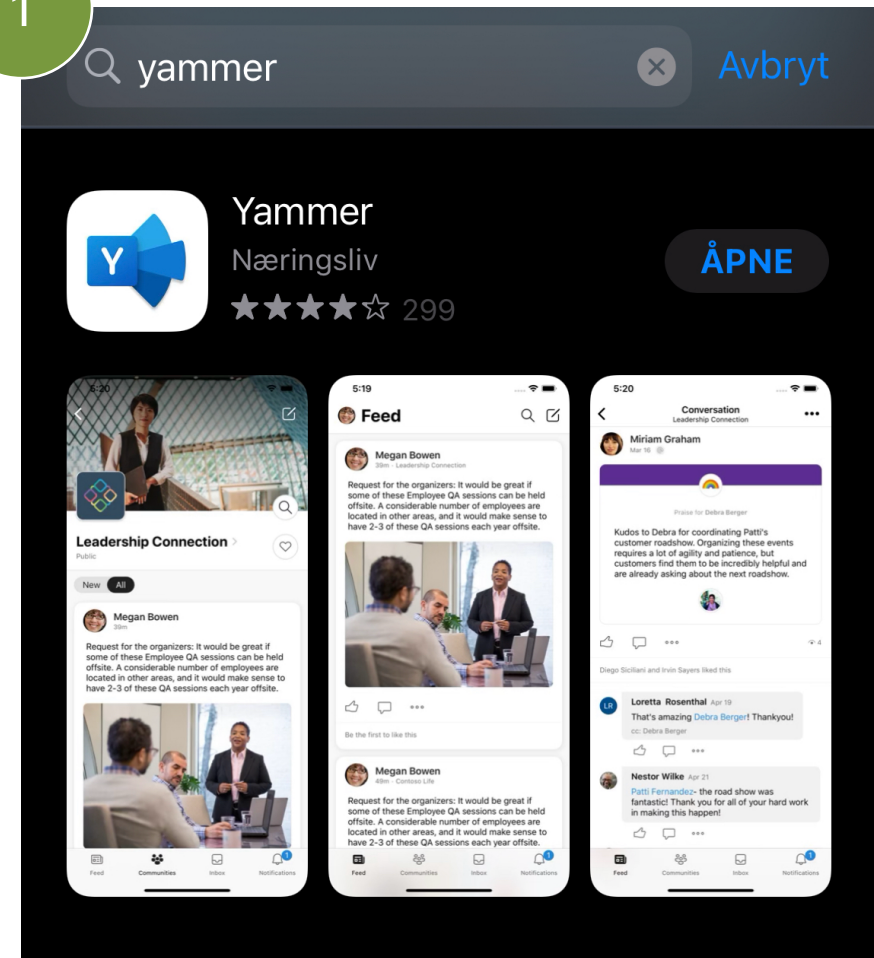 1
yammer
Avbryt
Y
Yammer
Næringsliv
ÅPNE
299
5:20
Leadership Connection
Public
New All
Megan Bowen
39m
Request for the organizers: It would be great if
some of these Employee QA sessions can be held
offsite. A considerable number of employees are
located in other areas, and it would make sense to
have 2-3 of these QA sessions each year offsite.
Feed
Communities
Inbox
Notifications
1
5:19
Feed
Megan Bowen
39m - Leadership Connection
Request for the organizers: It would be great if
some of these Employee QA sessions can be held
offsite. A considerable number of employees are
located in other areas, and it would make sense to
have 2-3 of these QA sessions each year offsite.
Be the first to like this
Megan Bowen
49m - Contoso Life
Request for the organizers: It would be great if
some of these Employee QA sessions can be held
offsite. A considerable number of employees are
located in other areas, and it would make sense to
have 2-3 of these QA sessions each year offsite.
Feed
Communities
Inbox
Notifications
1
5:20
Conversation
Leadership Connection
Miriam Graham
Mar 16
Praise for Debra Berger
Kudos to Debra for coordinating Patti's
customer roadshow. Organizing these events
requires a lot of agility and patience, but
customers find them to be incredibly helpful and
are already asking about the next roadshow.
4
Diego Siciliani and Irvin Sayers liked this
LR
Loretta Rosenthal Apr 19
That's amazing Debra Berger! Thankyou!
cc: Debra Berger
Nestor Wilke Apr 21
Patti Fernandez- the road show was
fantastic! Thank you for all of your hard work
in making this happen!
Feed
Communities
Inbox
Notifications
1